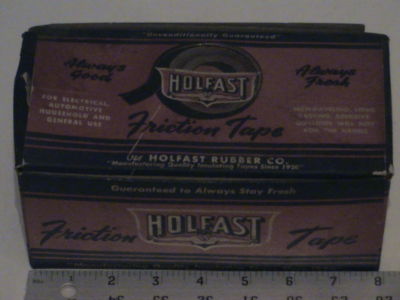 "Unconditionally Guaranteed"
Always Good
HOLFAST
Always Fresh
FOR ELECTRICAL,
AUTOMOTIVE
HOUSEHOLD AND
GENERAL USE
Friction Tape
HOLFAST RUBBER CO.
"Manufacturing Quality Insulating Tapes Since
Guaranteed to Always Stay Fresh
HOLFAST
Friction Tape
1 2 3 4 5 6 7 8